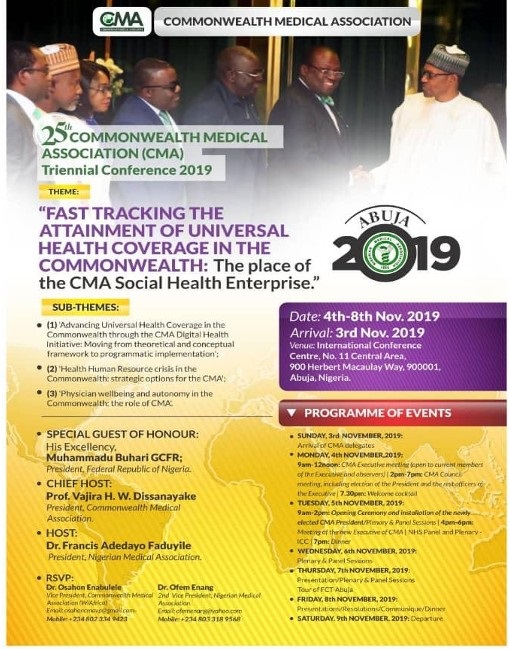 CMA
COMMONWEALTH MEDICAL ASSOCIATION
25th COMMONWEALTH MEDICAL
ASSOCIATION (CMA)
Triennial Conference 2019
THEME:
“FAST TRACKING THE
ATTAINMENT OF UNIVERSAL
HEALTH COVERAGE IN THE
COMMONWEALTH: The place of
the CMA Social Health Enterprise.”
ABUJA
2019
SUB-THEMES:
• (1) 'Advancing Universal Health Coverage in the
Commonwealth through the CMA Digital Health
Initiative: Moving from theoretical and conceptual
framework to programmatic implementation';
• (2) 'Health Human Resource crisis in the
Commonwealth: strategic options for the CMA';
• (3) 'Physician wellbeing and autonomy in the
Commonwealth: the role of CMA'.
Date: 4th-8th Nov. 2019
Arrival: 3rd Nov. 2019
Venue: International Conference
Centre, No. 11 Central Area,
900 Herbert Macaulay Way, 900001,
Abuja, Nigeria.
• SPECIAL GUEST OF HONOUR:
His Excellency,
Muhammadu Buhari GCFR;
President, Federal Republic of Nigeria.
• CHIEF HOST:
Prof. Vajira H. W. Dissanayake
President, Commonwealth Medical
Association.
• HOST:
Dr. Francis Adedayo Faduyile
President, Nigerian Medical Association.
• RSVP:
Dr. Osahon Enabulele
Vice President, Commonwealth Medical
Association (W/Africa)
Mobile: +234 802 334 9428
Dr. Ofem Enang
2nd Vice President, Nigerian Medical
Association.
Mobile: +234 803 318 9568
PROGRAMME OF EVENTS
• SUNDAY, 3RD NOVEMBER, 2019:
Arrival of CMA delegates
• MONDAY, 4TH NOVEMBER,2019:
9am-12noon: CMA Executive meeting (open to current members
of the Executive and observers) | 2pm-7pm: CMA Council
meeting, including election of the President and the rest officers of
the Executive | 7.30pm: Welcome cocktail
• TUESDAY, 5TH NOVEMBER, 2019:
9am-2pm: Opening Ceremony and Installation of the newly
elected CMA President/Plenary & Panel Sessions | 4pm-6pm:
Meeting of the new Executive of CMA | NHS Panel and Plenary -
ICC | 7pm: Dinner
• WEDNESDAY, 6TH NOVEMBER, 2019:
Plenary & Panel Sessions
• THURSDAY, 7TH NOVEMBER, 2019:
Presentation/Plenary & Panel Sessions
Tour of FCT-Abuja
• FRIDAY, 8TH NOVEMBER, 2019:
Presentations/Resolutions/Communique/Dinner
• SATURDAY, 9TH NOVEMBER, 2019: Departure